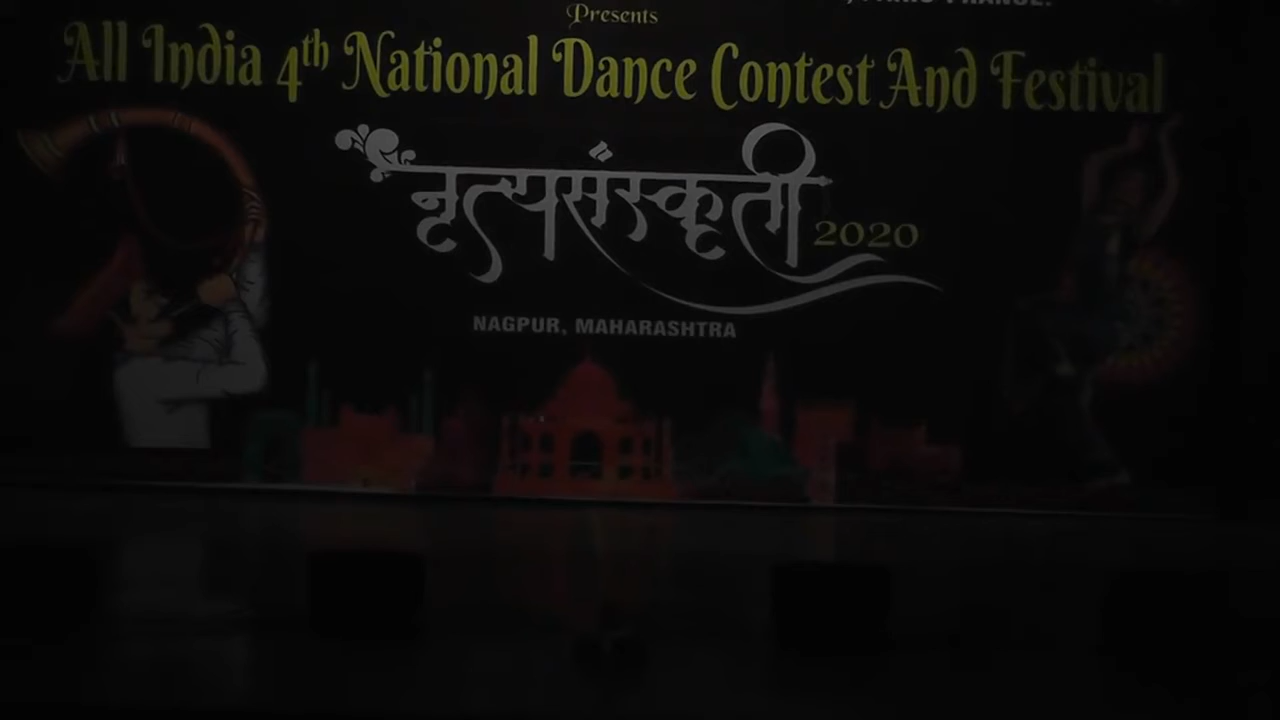 Presents
All India 4th National Dance Contest And Festival
नृत्यसंस्कृती 2020
NAGPUR, MAHARASHTRA